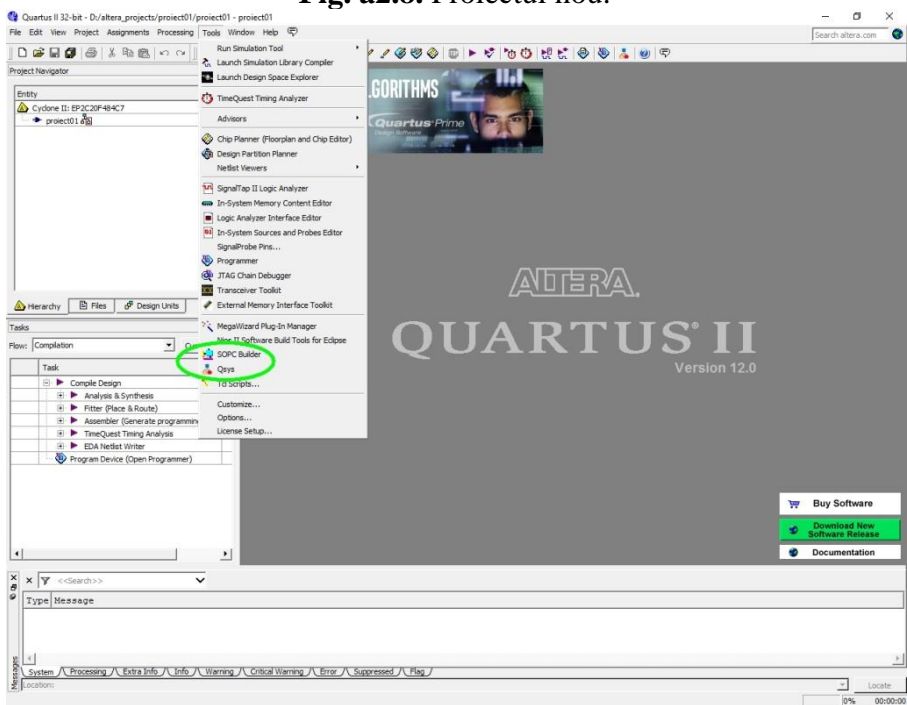 Fig. a2.8. Proiectul nou.
Quartus II 32-bit - D:/altera_projects/proiect01/proiect01 - proiect01
File Edit View Project Assignments Processing Tools Window Help
Search altera.com
Project Navigator
Entity
Cyclone II: EP2C20F484C7
proiect01
Run Simulation Tool
Launch Simulation Library Compiler
Launch Design Space Explorer
TimeQuest Timing Analyzer
Advisors
Chip Planner (Floorplan and Chip Editor)
Design Partition Planner
Netlist Viewers
SignalTap II Logic Analyzer
In-System Memory Content Editor
Logic Analyzer Interface Editor
In-System Sources and Probes Editor
SignalProbe Pins...
Programmer
JTAG Chain Debugger
Transceiver Toolkit
External Memory Interface Toolkit
MegaWizard Plug-In Manager
Nios II Software Build Tools for Eclipse
SOPC Builder
Qsys
Tcl Scripts...
Customize...
Options...
License Setup...
.GORITHMS
Quartus Prime
Design Software
ALTERA.
QUARTUS® II
Version 12.0
Hierarchy Files Design Units
Tasks
Flow: Compilation
Task
Compile Design
Analysis & Synthesis
Fitter (Place & Route)
Assembler (Generate programmin
TimeQuest Timing Analysis
EDA Netlist Writer
Program Device (Open Programmer)
Buy Software
Download New
Software Release
Documentation
<<Search>>
Type Message
System Processing Extra Info Info Warning Critical Warning Error Suppressed Flag
Messages
Location:
Locate
0% 00:00:00